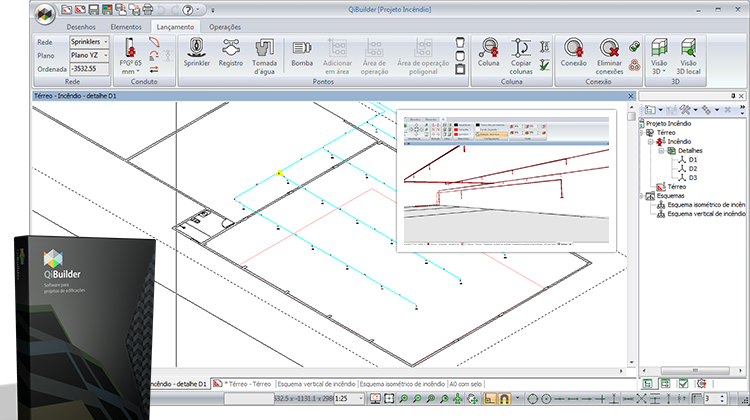 QiBuilder [Projeto Incêndio]
Desenhos Elementos Lançamento Operações
Rede Sprinklers
Plano Plano YZ
Ordenada -3532.55
Rede
FºGº 65
mm
Conduto
Sprinkler
Registro
Tomada
d'água
Bomba
Adicionar
em área
Área de
operação
Área de operação
poligonal
Pontos
Coluna
Copiar
colunas
Coluna
Conexão
Eliminar
conexões
Conexão
Visão
3D
Visão
3D local
3D
Térreo - Incêndio - detalhe D1
Projeto Incêndio
Térreo
Incêndio
Detalhes
D1
D2
D3
Térreo
Esquemas
Esquema isométrico de incên
Esquema vertical de incêndio
QiBuilder
Software para
projetos de edificações
ncêndio - detalhe D1 * Térreo - Térreo Esquema vertical de incêndio Esquema isométrico de incêndio A0 com selo
532.5 x -1131.1 x 298 1:25 3